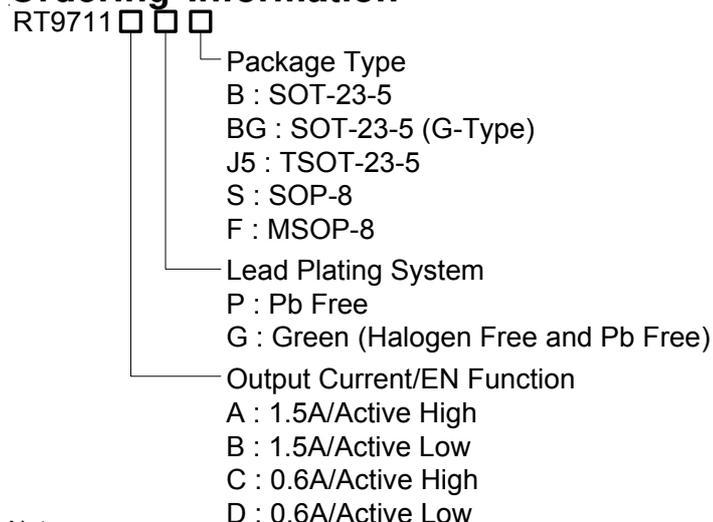 Ordering Information
RT9711
Package Type
B : SOT-23-5
BG : SOT-23-5 (G-Type)
J5 : TSOT-23-5
S : SOP-8
F : MSOP-8
Lead Plating System
P : Pb Free
G : Green (Halogen Free and Pb Free)
Output Current/EN Function
A : 1.5A/Active High
B : 1.5A/Active Low
C : 0.6A/Active High
D : 0.6A/Active Low